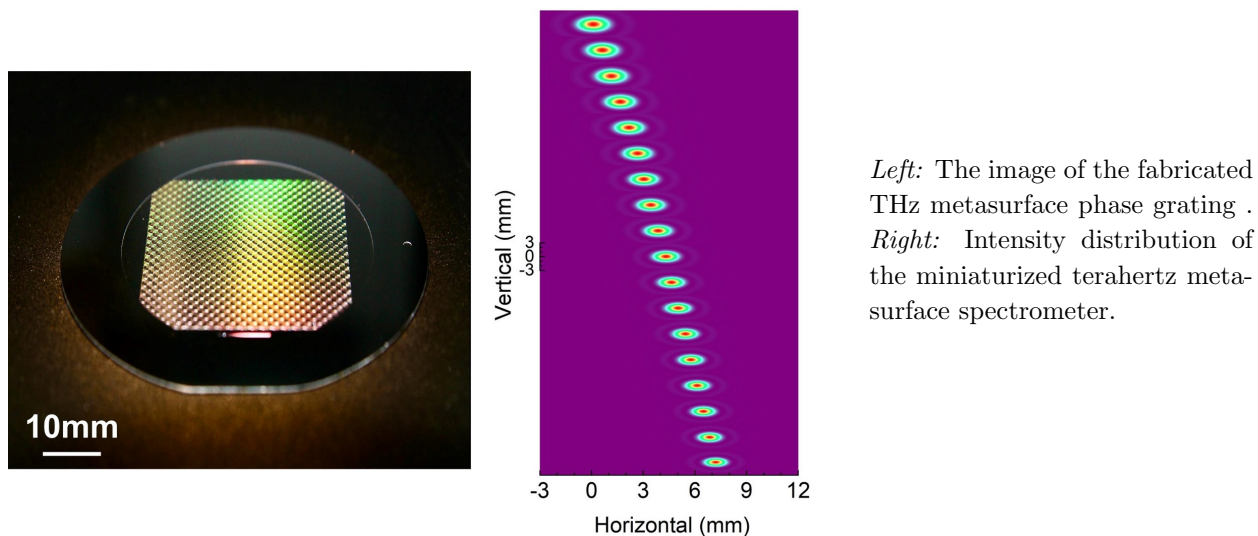 10mm
Vertical (mm)
3
0
-3
-3 0 3 6 9 12
Horizontal (mm)
Left: The image of the fabricated
THz metasurface phase grating .
Right: Intensity distribution of
the miniaturized terahertz meta-
surface spectrometer.